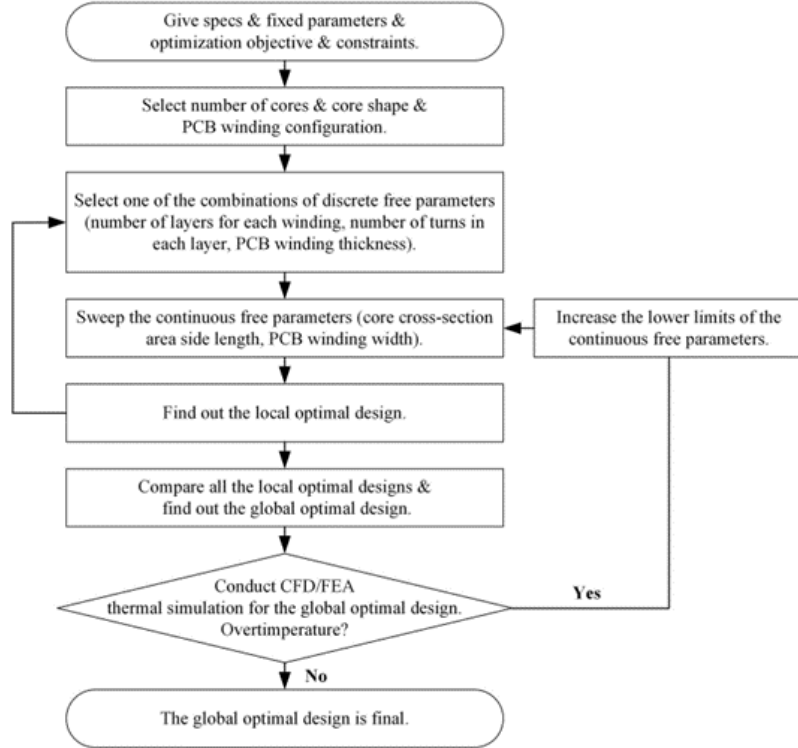 Give specs & fixed parameters &
optimization objective & constraints.
Select number of cores & core shape &
PCB winding configuration.
Select one of the combinations of discrete free parameters
(number of layers for each winding, number of turns in
each layer, PCB winding thickness).
Sweep the continuous free parameters (core cross-section
area side length, PCB winding width).
Increase the lower limits of the
continuous free parameters.
Find out the local optimal design.
Compare all the local optimal designs &
find out the global optimal design.
Conduct CFD/FEA
thermal simulation for the global optimal design.
Overtimperature?
Yes
No
The global optimal design is final.